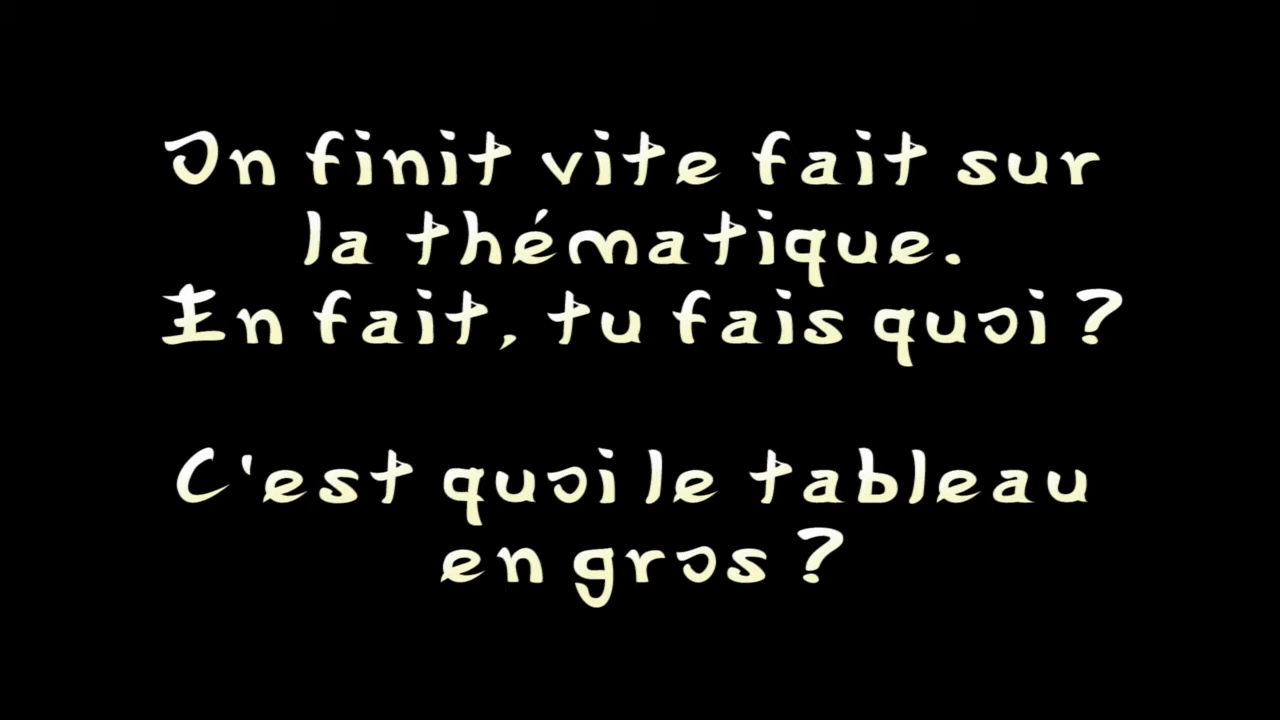 On finit vite fait sur
la thématique.
En fait, tu fais quoi ?
C'est quoi le tableau
en gros ?